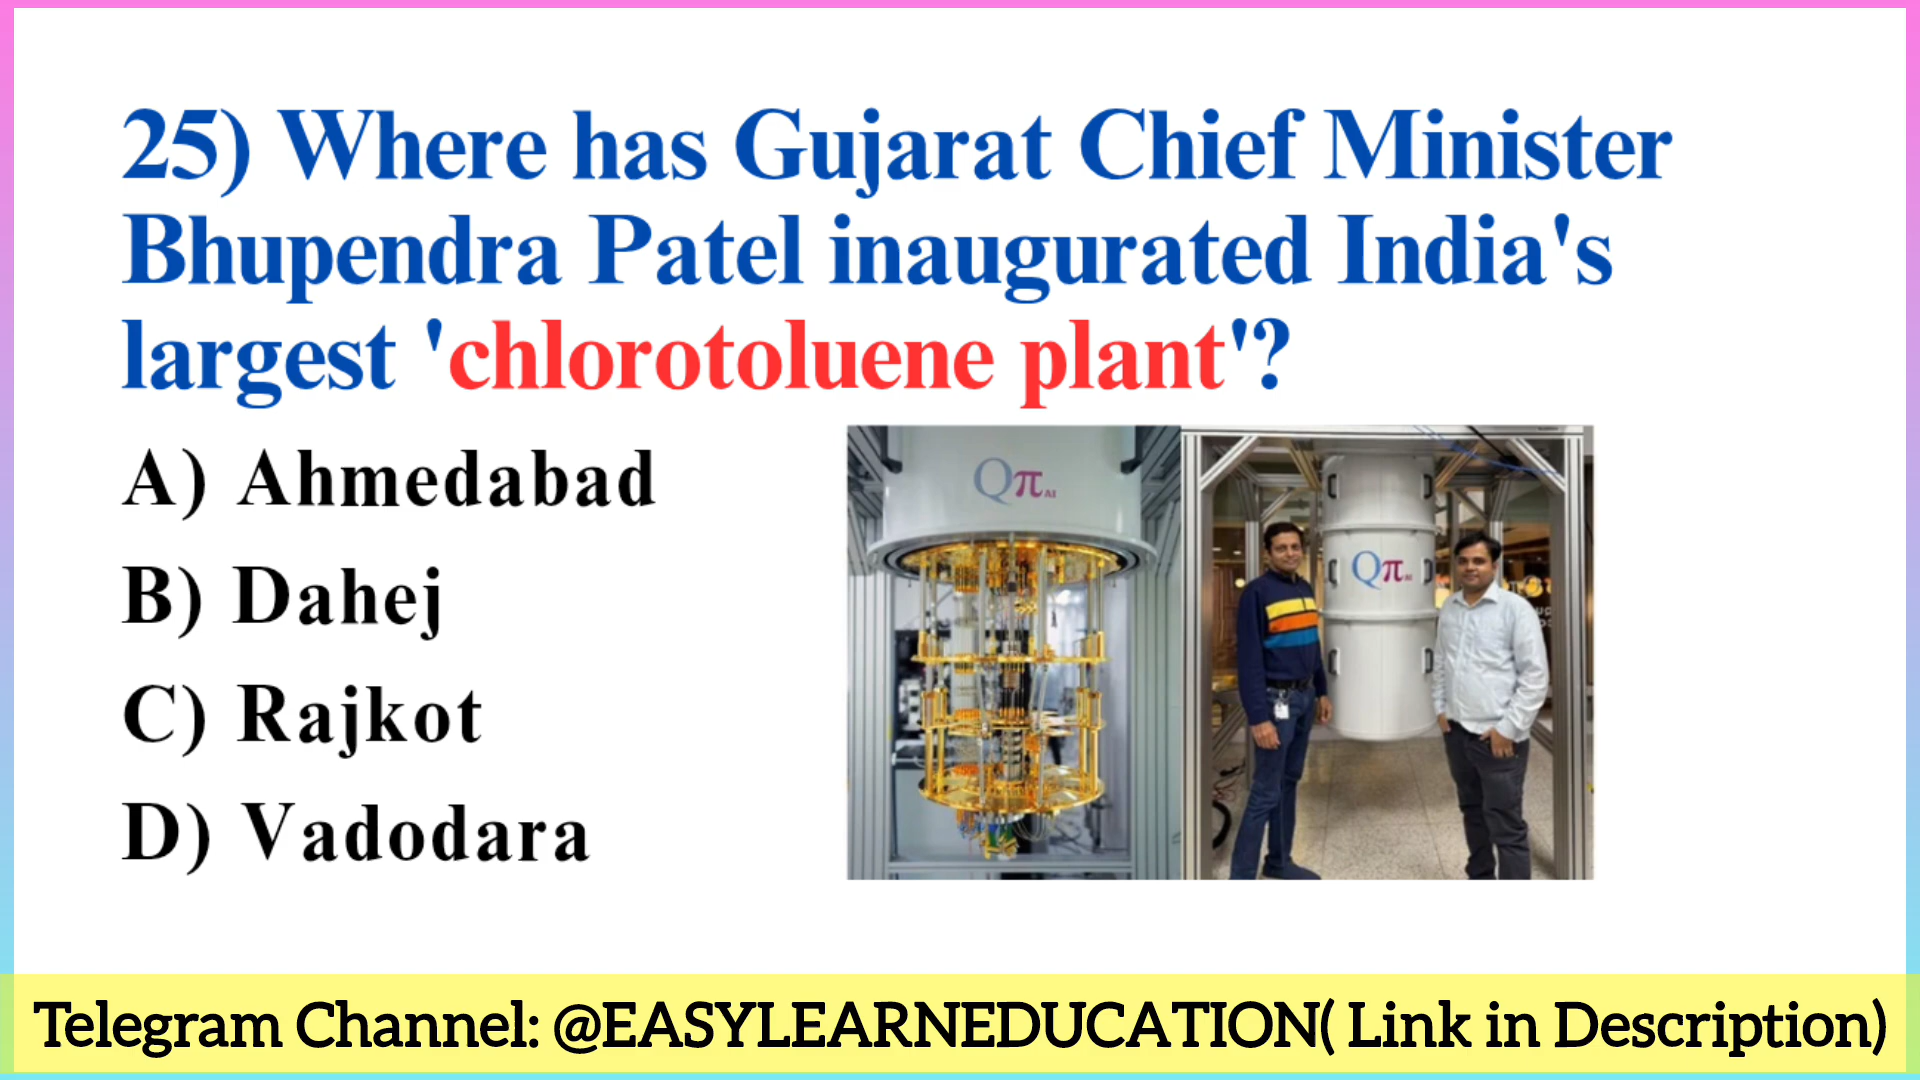 25) Where has Gujarat Chief Minister
Bhupendra Patel inaugurated India's
largest 'chlorotoluene plant'?
A) Ahmedabad
B) Dahej
C) Rajkot
D) Vadodara
Qπ AI
Qπ
Telegram Channel: @EASYLEARNEDUCATION( Link in Description)